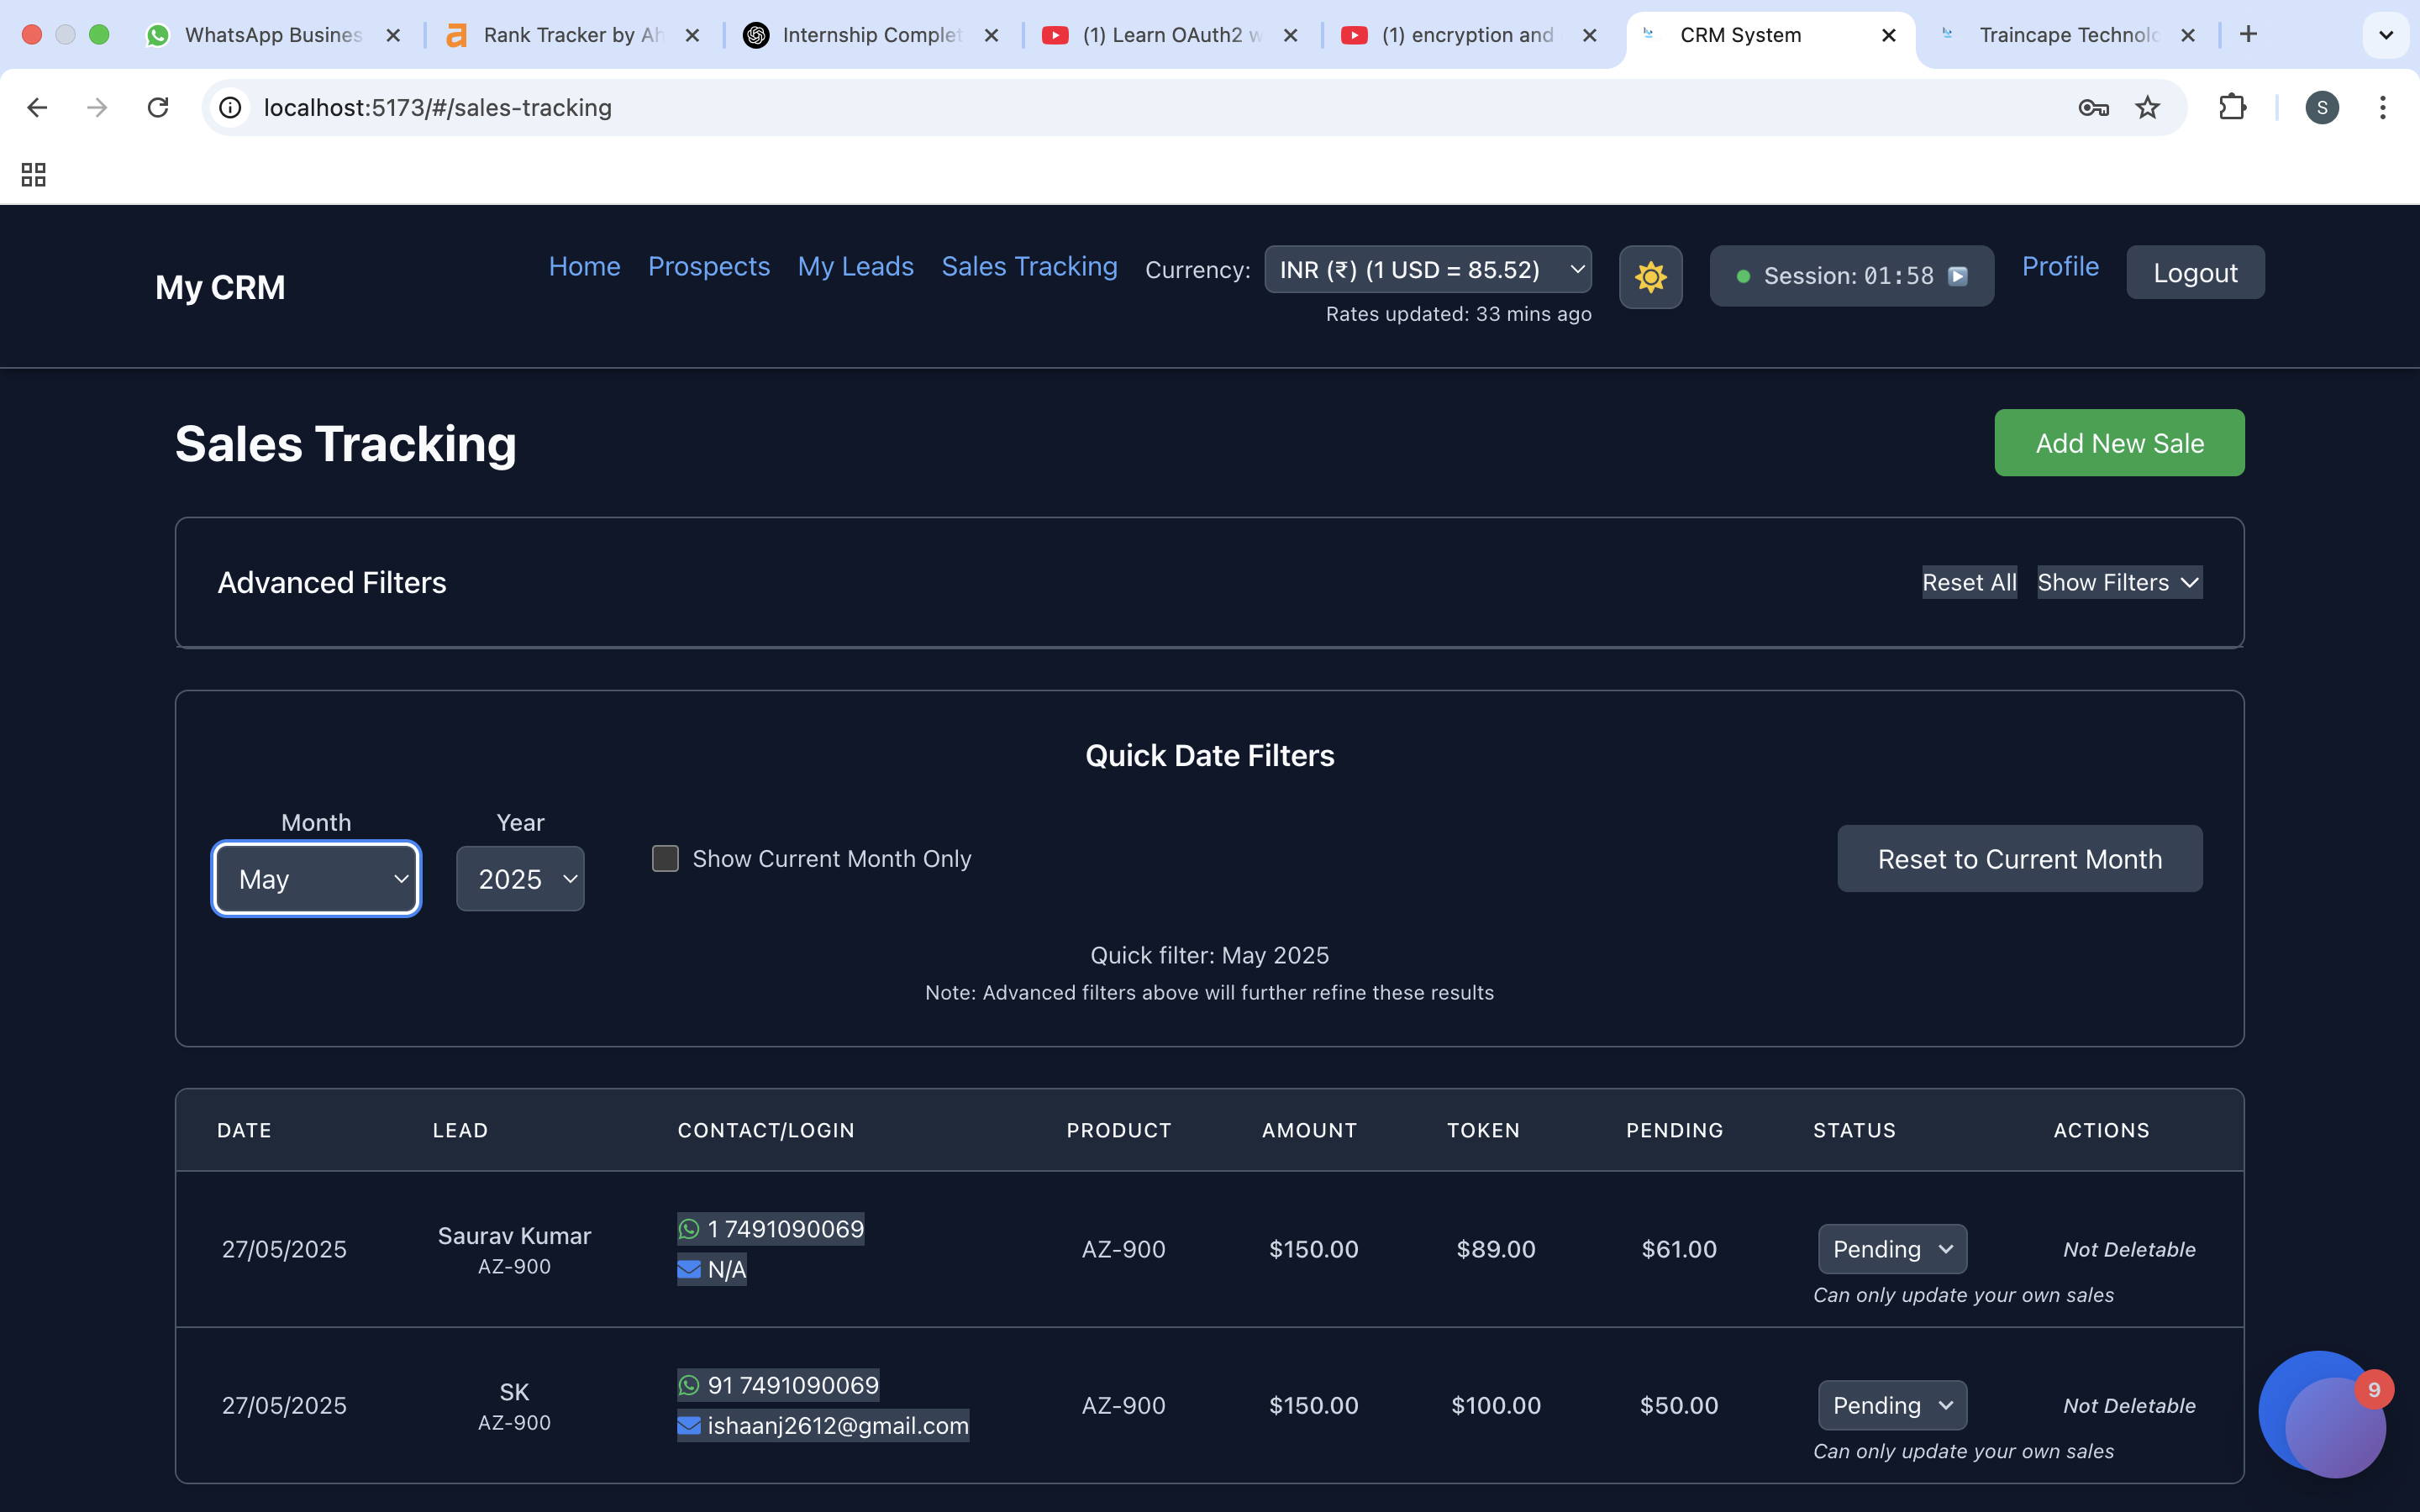 WhatsApp Busines
Rank Tracker by Ah
Internship Complet
(1) Learn OAuth2 w
(1) encryption and
CRM System
Traincape Technolo
localhost:5173/#/sales-tracking
S
My CRM
Home
Prospects
My Leads
Sales Tracking
Currency:
INR (₹) (1 USD = 85.52)
Rates updated: 33 mins ago
Session: 01:58
Profile
Logout
Sales Tracking
Add New Sale
Advanced Filters
Reset All
Show Filters
Quick Date Filters
Month
Year
May
2025
Show Current Month Only
Reset to Current Month
Quick filter: May 2025
Note: Advanced filters above will further refine these results
DATE LEAD CONTACT/LOGIN PRODUCT AMOUNT TOKEN PENDING STATUS ACTIONS
27/05/2025
Saurav Kumar
AZ-900
1 7491090069
N/A
AZ-900
$150.00
$89.00
$61.00
Pending
Can only update your own sales
Not Deletable
27/05/2025
SK
AZ-900
91 7491090069
ishaanj2612@gmail.com
AZ-900
$150.00
$100.00
$50.00
Pending
Can only update your own sales
Not Deletable
9